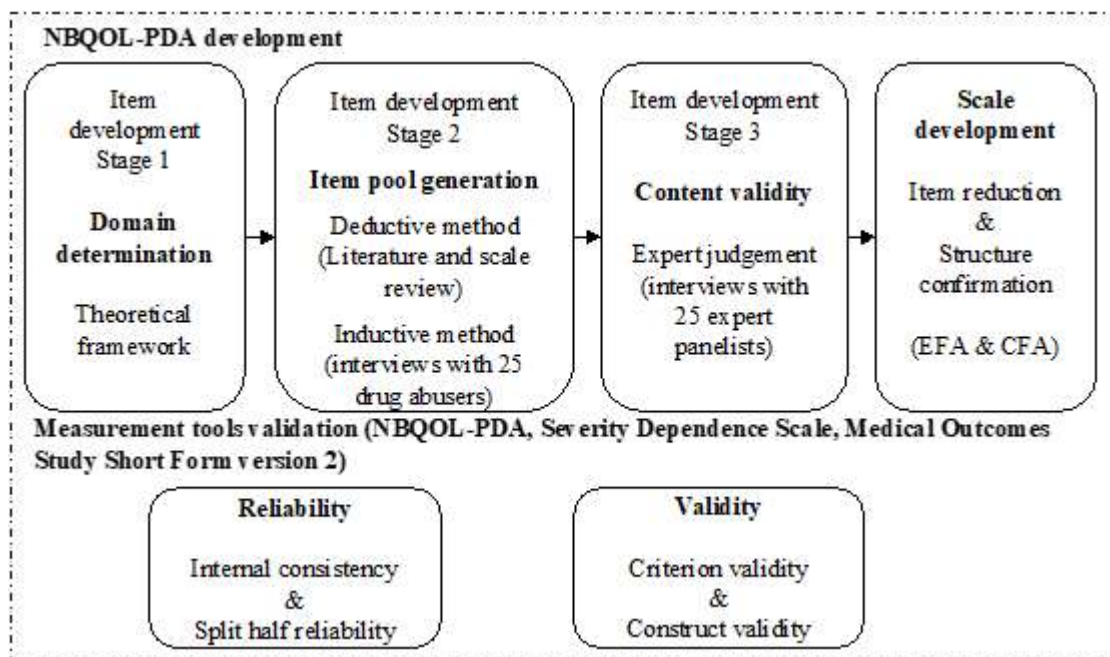 NBQOL-PDA development
Item
development
Stage 1
Domain
determination
Theoretical
framework
Item development
Stage 2
Item pool generation
Deductive method
(Literature and scale
review)
Inductive method
(interviews with 25
drug abusers)
Item development
Stage 3
Content validity
Expert judgement
(interviews with
25 expert
panelists)
Scale
development
Item reduction
&
Structure
confirmation
(EFA & CFA)
Measurement tools validation (NBQOL-PDA, Severity Dependence Scale, Medical Outcomes
Study Short Form version 2)
Reliability
Internal consistency
&
Split half reliability
Validity
Criterion validity
&
Construct validity